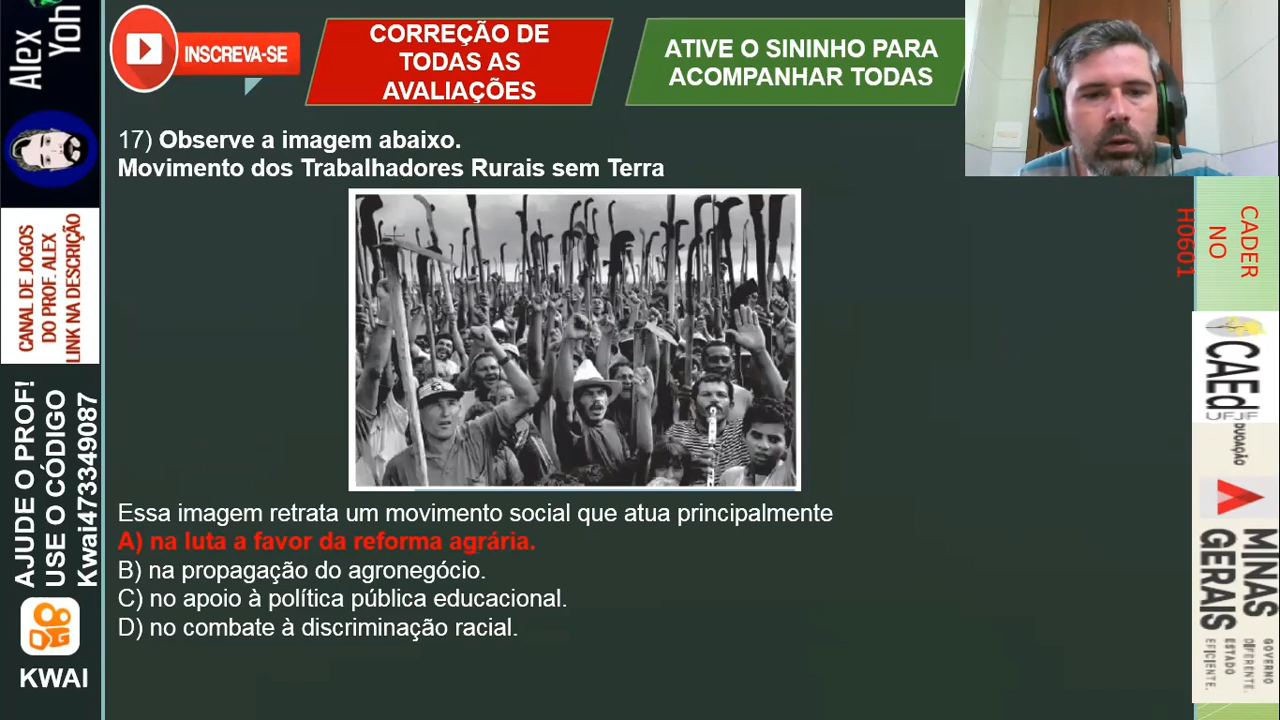 Alex
Yoh
INSCREVA-SE
CORREÇÃO DE
TODAS AS
AVALIAÇÕES
ATIVE O SININHO PARA
ACOMPANHAR TODAS
17) Observe a imagem abaixo.
Movimento dos Trabalhadores Rurais sem Terra
Essa imagem retrata um movimento social que atua principalmente
A) na luta a favor da reforma agrária.
B) na propagação do agronegócio.
C) no apoio à política pública educacional.
D) no combate à discriminação racial.
CANAL DE JOGOS
DO PROF. ALEX
LINK NA DESCRIÇÃO
AJUDE O PROF!
USE O CÓDIGO
Kwai473349087
KWAI
CADER
NO
H0601
CAEd
UFJF
EDUCAÇÃO
MINAS
GERAIS
GOVERNO
DIFERENTE.
ESTADO
EFICIENTE.